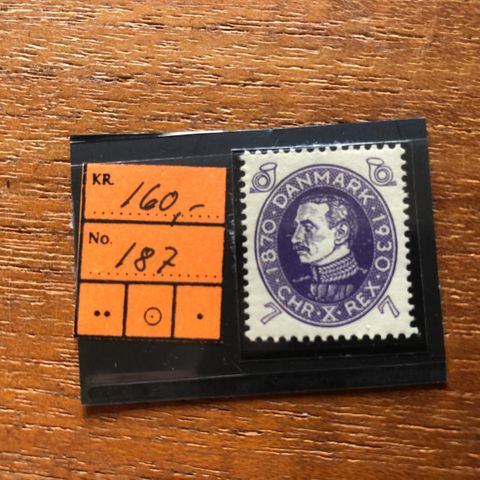 KR. 160,-
No. 187
DANMARK
1870 1930
CHR · X · REX
7 7